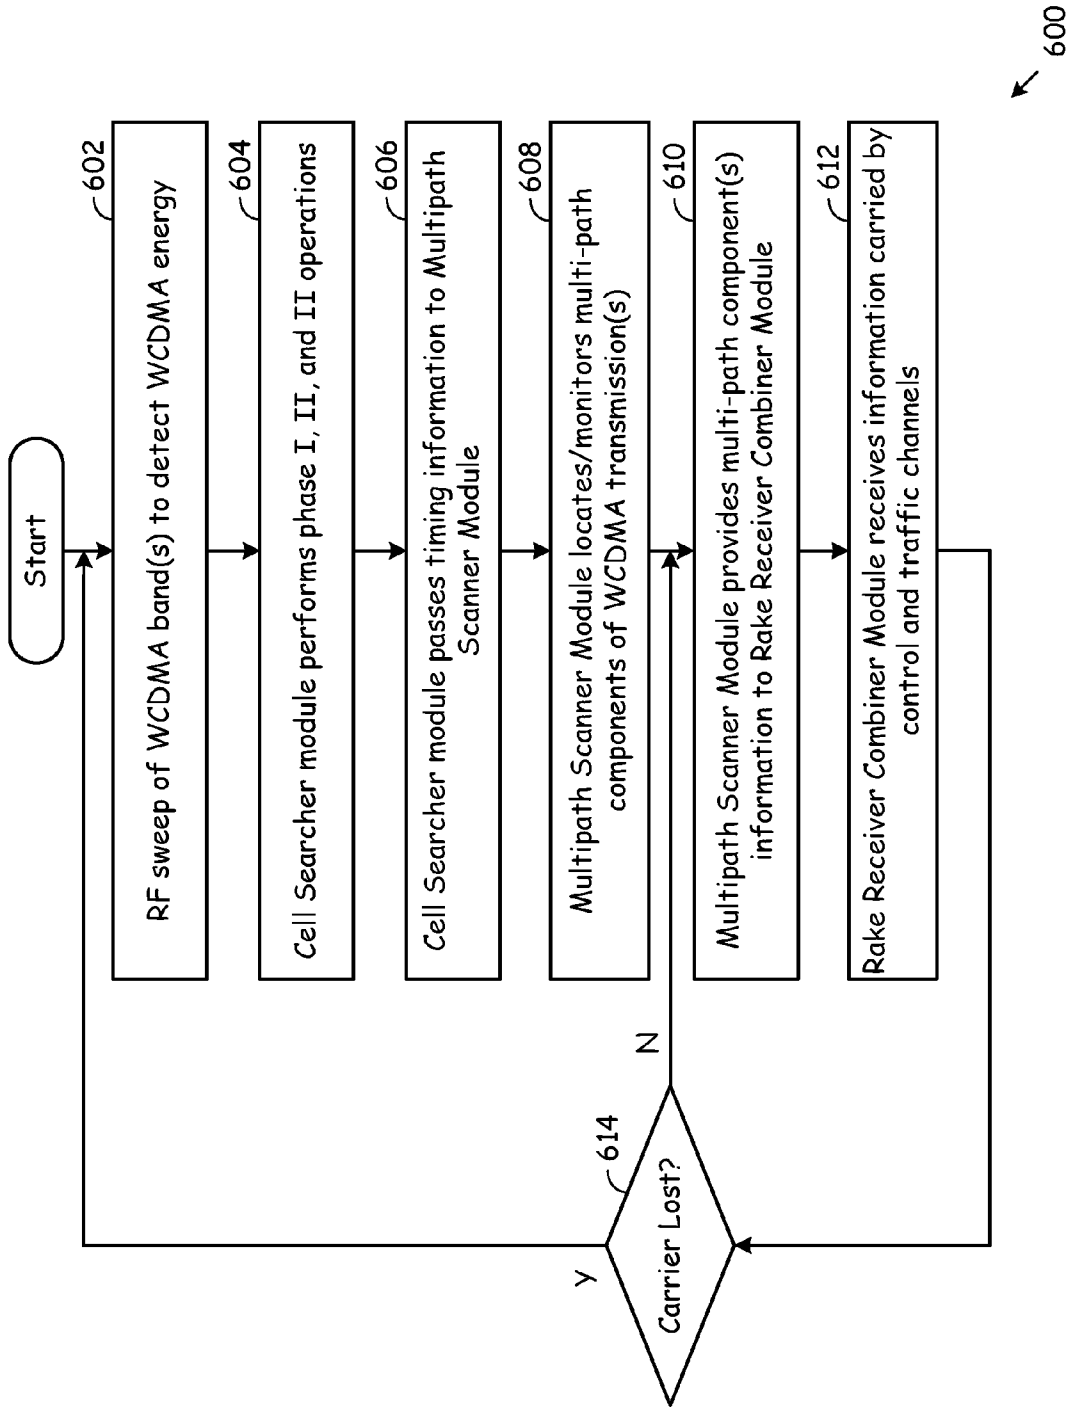 Start
602
RF sweep of WCDMA band(s) to detect WCDMA energy
604
Cell Searcher module performs phase I, II, and II operations
606
Cell Searcher module passes timing information to Multipath
Scanner Module
608
Multipath Scanner Module locates/monitors multi-path
components of WCDMA transmission(s)
610
Multipath Scanner Module provides multi-path component(s)
information to Rake Receiver Combiner Module
612
Rake Receiver Combiner Module receives information carried by
control and traffic channels
614
Carrier Lost?
Y
N
600